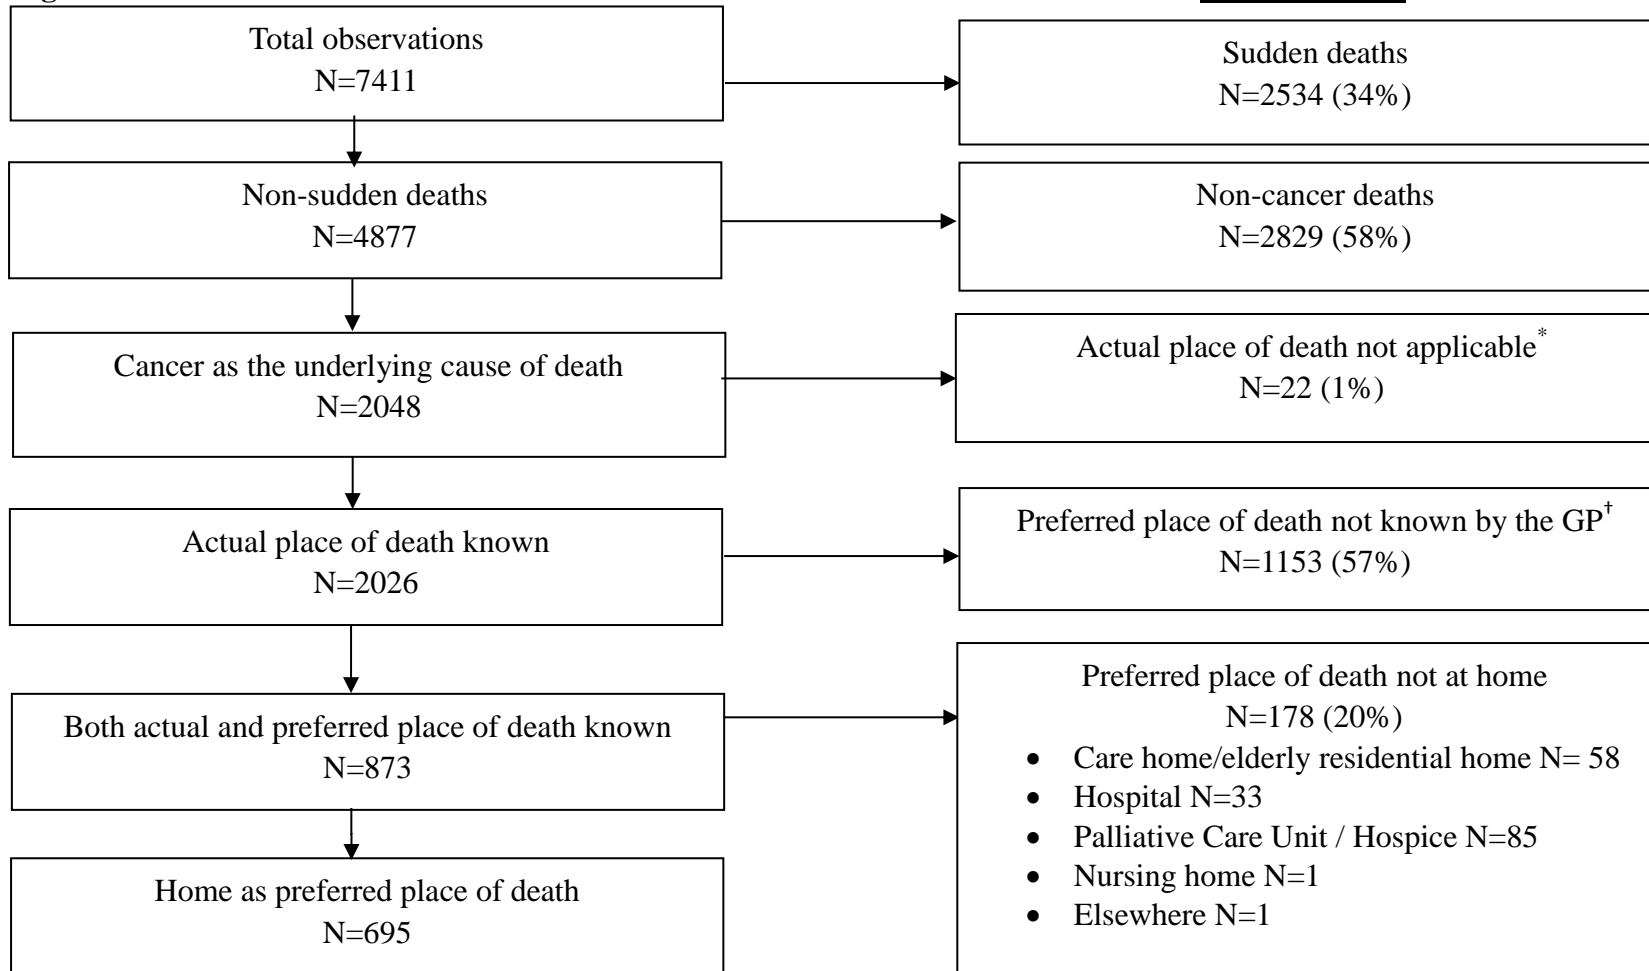 Total observations
N=7411
Sudden deaths
N=2534 (34%)
Non-sudden deaths
N=4877
Non-cancer deaths
N=2829 (58%)
Cancer as the underlying cause of death
N=2048
Actual place of death not applicable*
N=22 (1%)
Actual place of death known
N=2026
Preferred place of death not known by the GP†
N=1153 (57%)
Both actual and preferred place of death known
N=873
Preferred place of death not at home
N=178 (20%)
• Care home/elderly residential home N= 58
• Hospital N=33
• Palliative Care Unit / Hospice N=85
• Nursing home N=1
• Elsewhere N=1
Home as preferred place of death
N=695